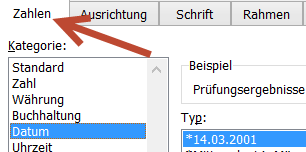 Zahlen Ausrichtung Schrift Rahmen
Kategorie:
Standard
Zahl
Währung
Buchhaltung
Datum
Uhrzeit
Beispiel
Prüfungsergebnisse
Typ:
*14.03.2001